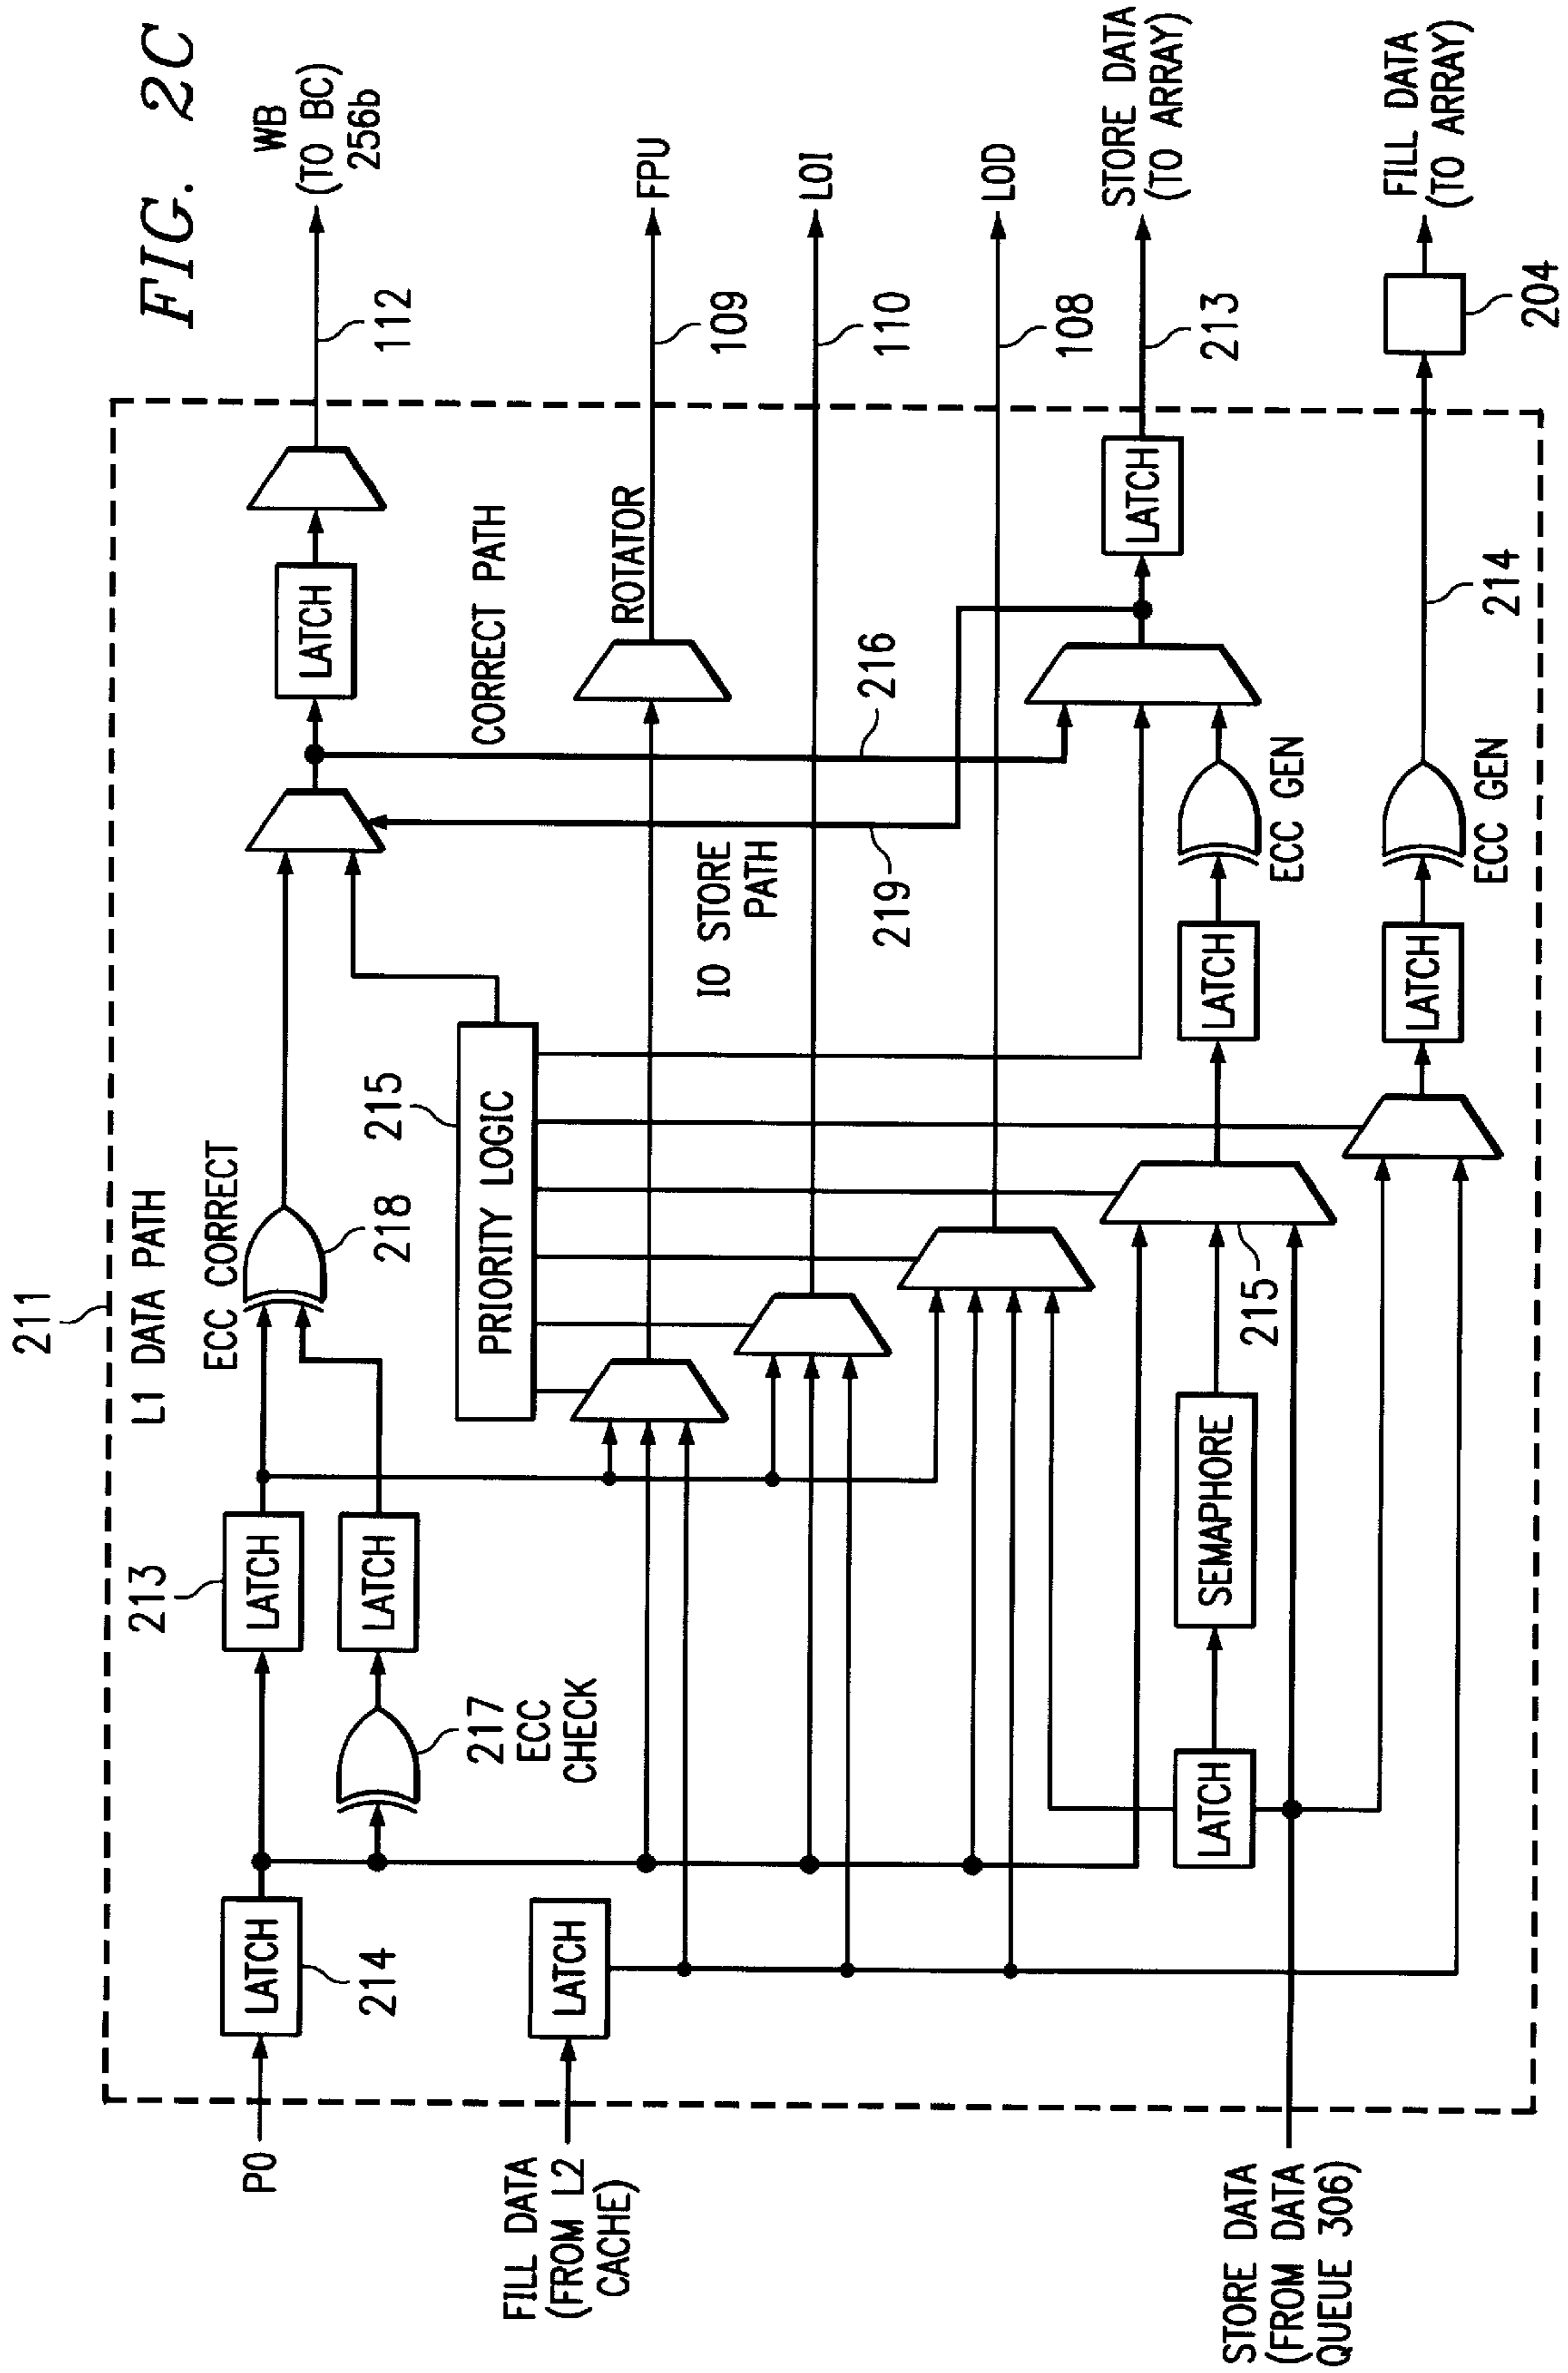 FIG. 2C
211
L1 DATA PATH
P0
LATCH
214
LATCH
213
ECC CORRECT
218
LATCH
217
ECC
CHECK
LATCH
WB
(TO BC)
256b
112
CORRECT PATH
FILL DATA
(FROM L2
CACHE)
LATCH
PRIORITY LOGIC
215
ROTATOR
FPU
109
IO STORE
PATH
219
216
LOI
110
LOD
108
STORE DATA
(FROM DATA
QUEUE 306)
LATCH
SEMAPHORE
215
LATCH
ECC GEN
LATCH
213
STORE DATA
(TO ARRAY)
LATCH
ECC GEN
214
204
FILL DATA
(TO ARRAY)